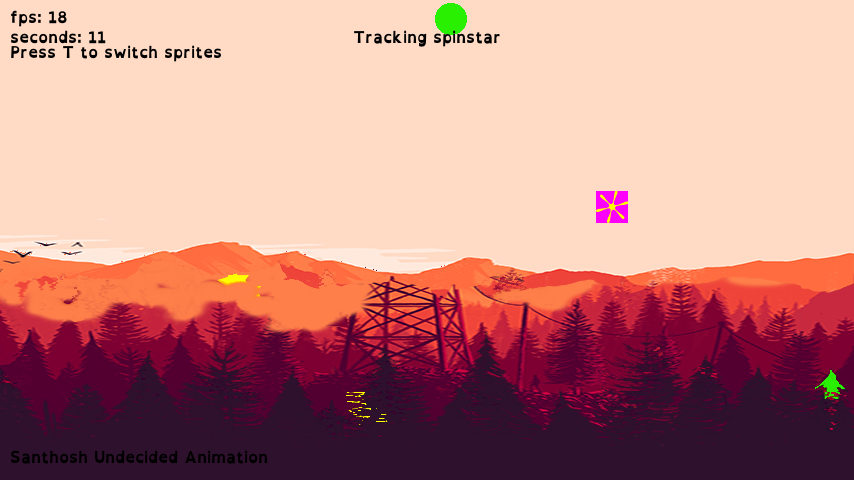 fps: 18
seconds: 11
Press T to switch sprites
Tracking spinstar
Santhosh Undecided Animation